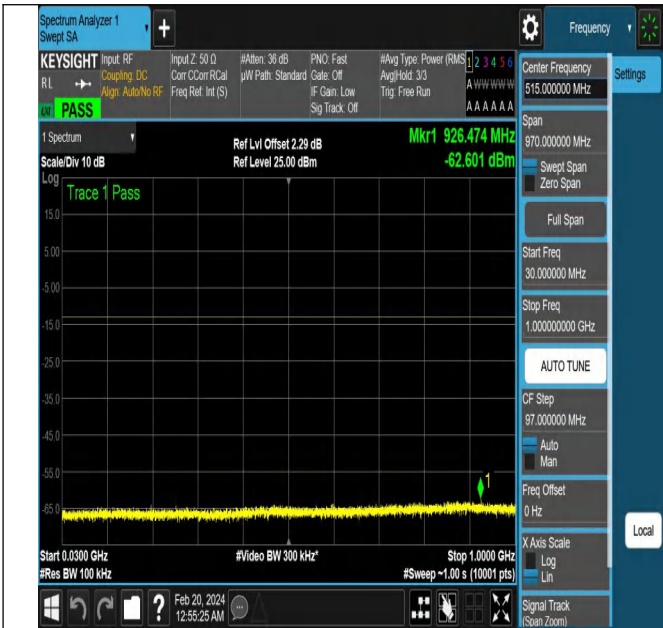 Spectrum Analyzer 1
Swept SA
+
Frequency
KEYSIGHT
RL
PASS
Input: RF
Coupling: DC
Align: Auto/No RF
Input Z: 50 Ω
Corr CCorr RCal
Freq Ref: Int (S)
#Atten: 36 dB
µW Path: Standard
PNO: Fast
Gate: Off
IF Gain: Low
Sig Track: Off
#Avg Type: Power (RMS
Avg|Hold: 3/3
Trig: Free Run
1 2 3 4 5 6
A W W W W W
A A A A A A
Center Frequency
515.000000 MHz
Settings
1 Spectrum
Scale/Div 10 dB
Log
Ref Lvl Offset 2.29 dB
Ref Level 25.00 dBm
Mkr1 926.474 MHz
-62.601 dBm
Trace 1 Pass
15.0
5.00
-5.00
-15.0
-25.0
-35.0
-45.0
-55.0
-65.0
1
Start 0.0300 GHz
#Res BW 100 kHz
#Video BW 300 kHz*
Stop 1.0000 GHz
#Sweep ~1.00 s (10001 pts)
Span
970.000000 MHz
Swept Span
Zero Span
Full Span
Start Freq
30.000000 MHz
Stop Freq
1.000000000 GHz
AUTO TUNE
CF Step
97.000000 MHz
Auto
Man
Freq Offset
0 Hz
X Axis Scale
Log
Lin
Signal Track
(Span Zoom)
Local
?
Feb 20, 2024
12:55:25 AM